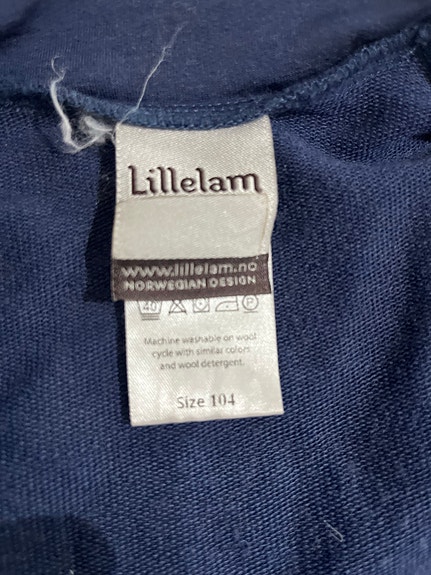 Lillelam
www.lillelam.no
NORWEGIAN DESIGN
40 P
Machine washable on wool
cycle with similar colors
and wool detergent.
Size 104